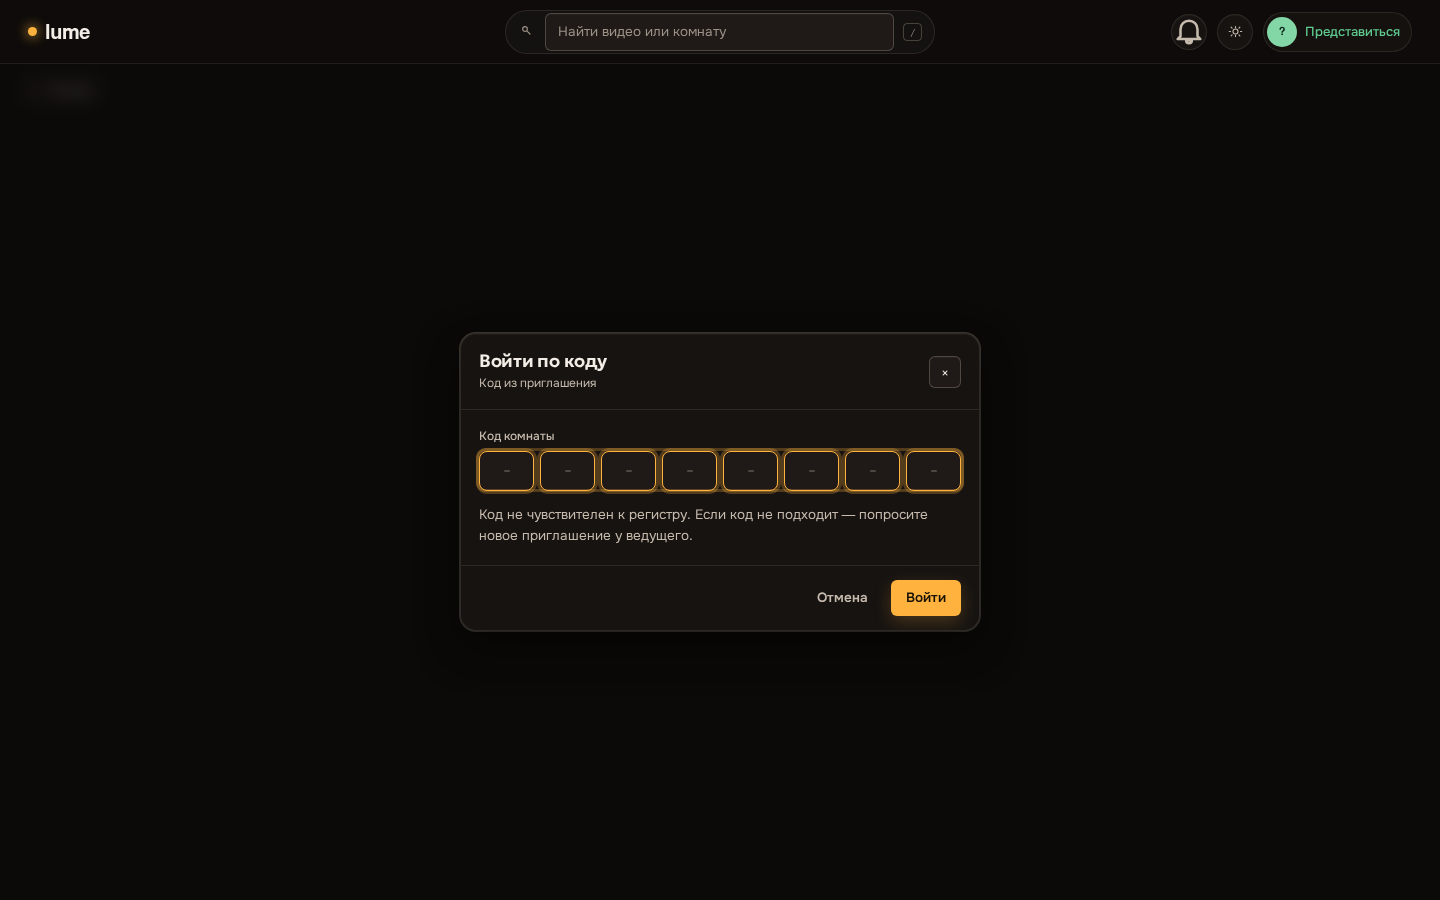 lume
Найти видео или комнату
/
?
Представиться
Войти по коду
Код из приглашения
×
Код комнаты
– – – – – – – –
Код не чувствителен к регистру. Если код не подходит — попросите
новое приглашение у ведущего.
Отмена
Войти